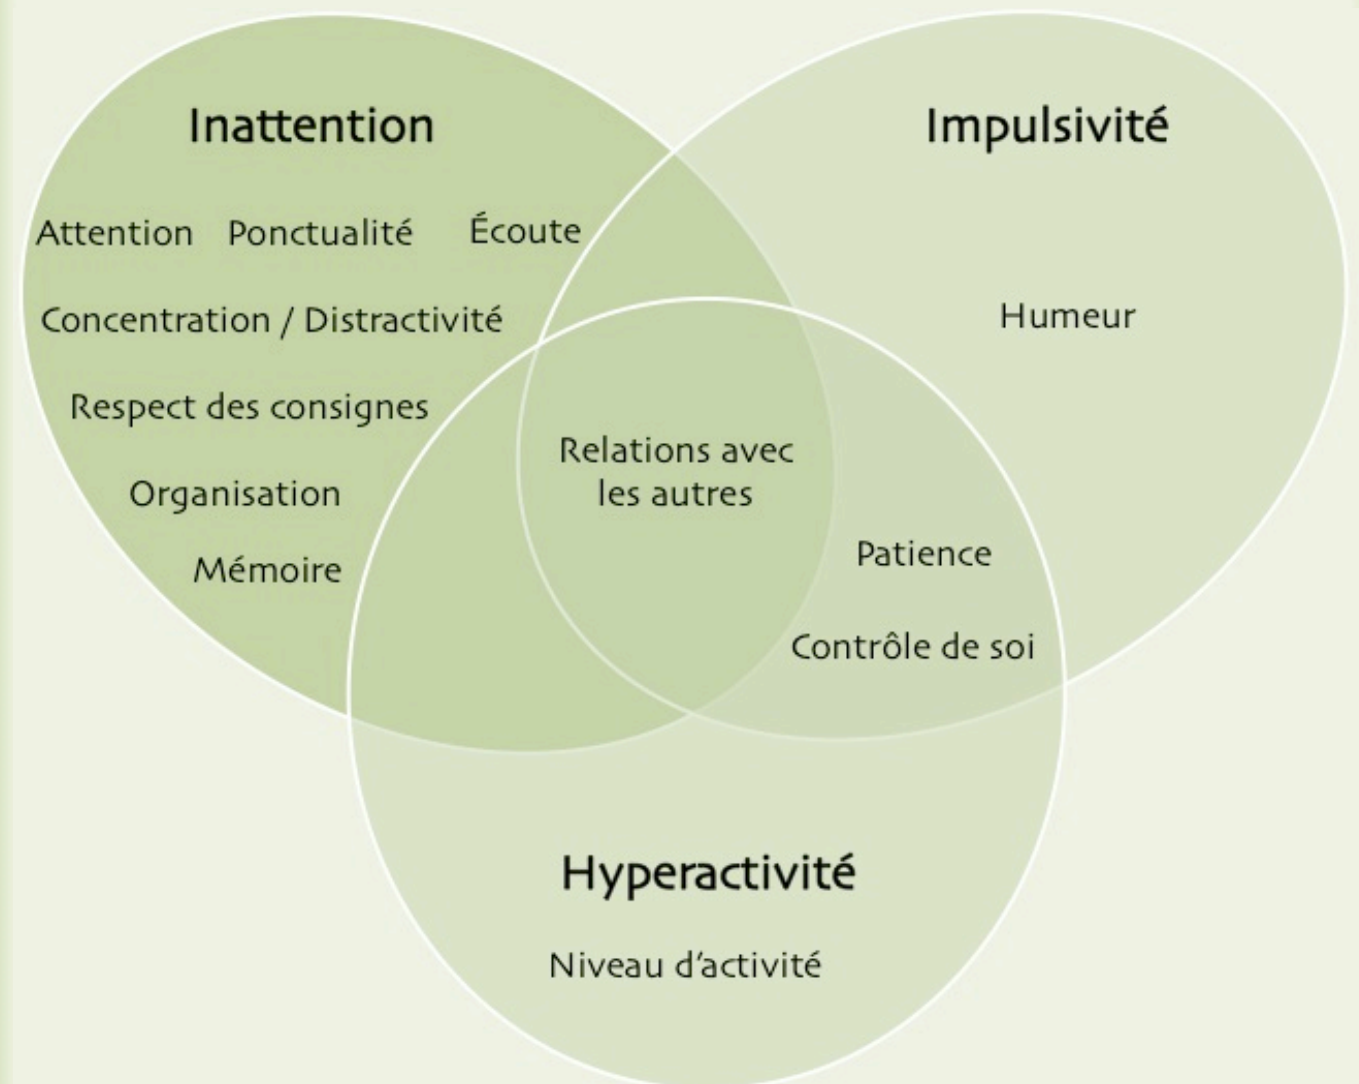 Inattention
Impulsivité
Attention Ponctualité Écoute
Humeur
Concentration / Distractivité
Respect des consignes
Relations avec
les autres
Organisation
Patience
Mémoire
Contrôle de soi
Hyperactivité
Niveau d’activité